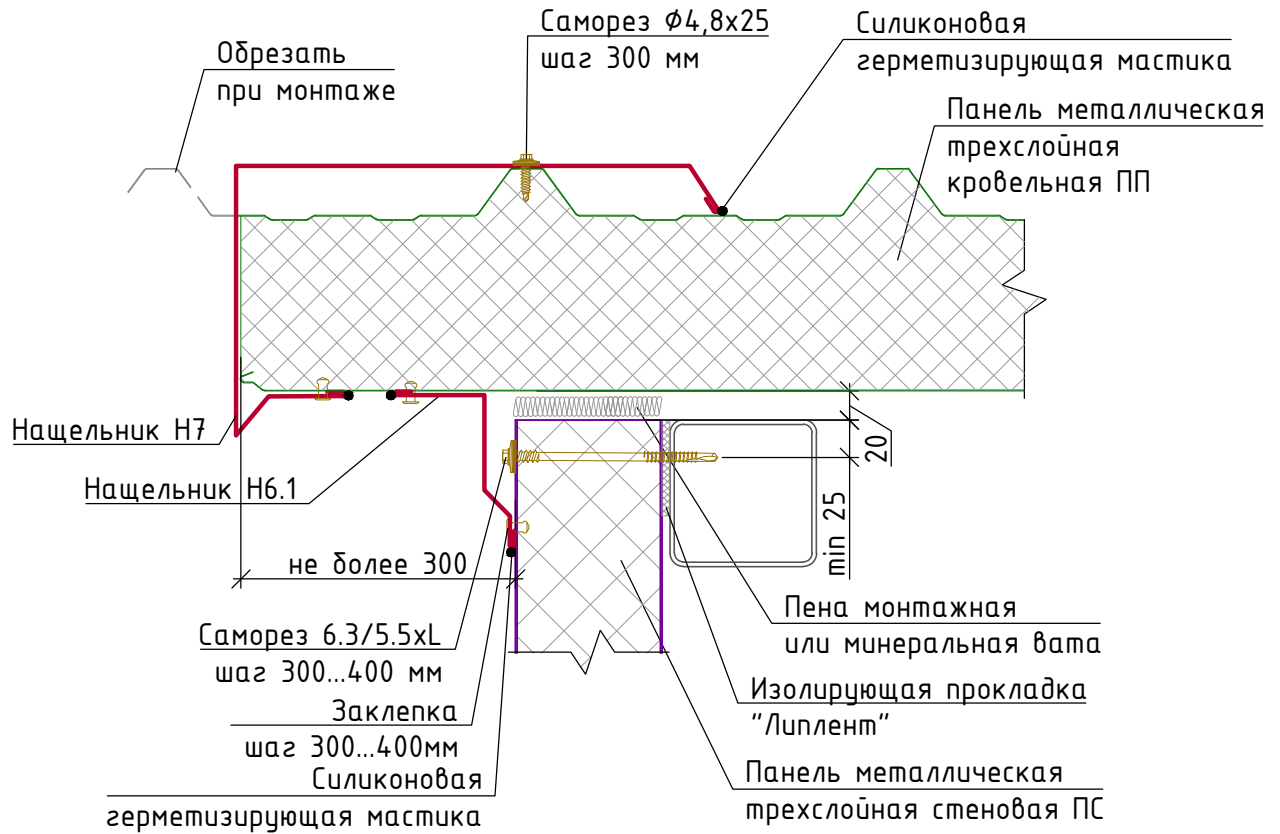 Саморез Ф4,8х25
шаг 300 мм
Силиконовая
герметизирующая мастика
Обрезать
при монтаже
Панель металлическая
трехслойная
кровельная ПП
Нащельник Н7
Нащельник Н6.1
20
min 25
не более 300
Саморез 6.3/5.5хL
шаг 300...400 мм
Заклепка
шаг 300...400мм
Силиконовая
герметизирующая мастика
Пена монтажная
или минеральная вата
Изолирующая прокладка
"Липлент"
Панель металлическая
трехслойная стеновая ПС